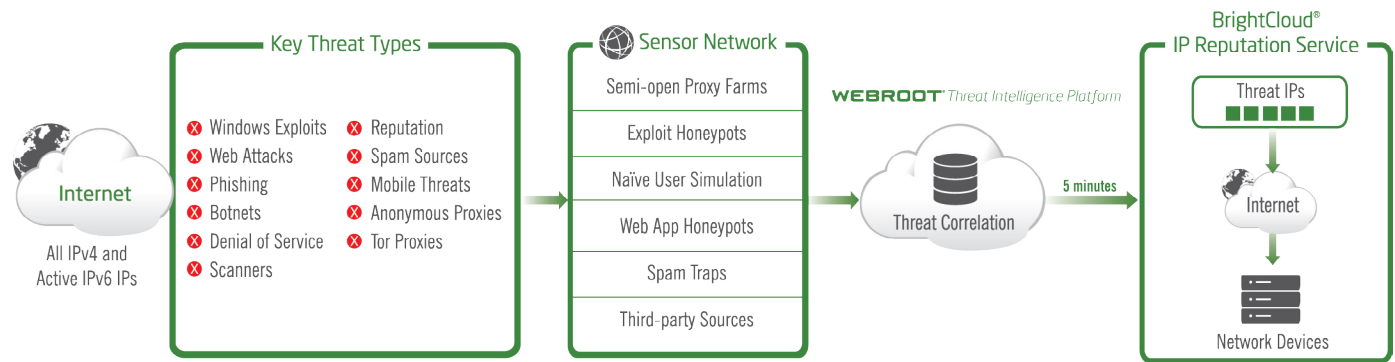 Internet
All IPv4 and
Active IPv6 IPs
Key Threat Types
Windows Exploits
Web Attacks
Phishing
Botnets
Denial of Service
Scanners
Reputation
Spam Sources
Mobile Threats
Anonymous Proxies
Tor Proxies
Sensor Network
Semi-open Proxy Farms
Exploit Honeypots
Naïve User Simulation
Web App Honeypots
Spam Traps
Third-party Sources
WEBROOT® Threat Intelligence Platform
Threat Correlation
5 minutes
BrightCloud®
IP Reputation Service
Threat IPs
Internet
Network Devices